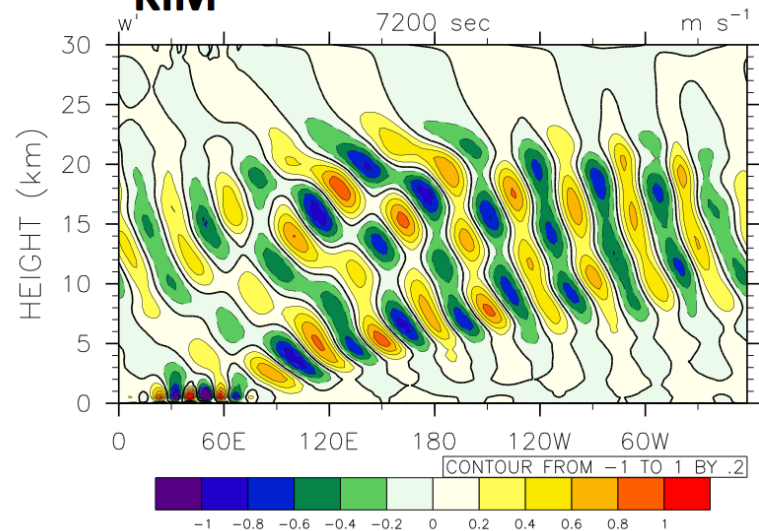 KIM
w' 7200 sec m s⁻¹
30
25
20
15
10
5
0
HEIGHT (km)
0 60E 120E 180 120W 60W
CONTOUR FROM −1 TO 1 BY .2
−1 −0.8 −0.6 −0.4 −0.2 0 0.2 0.4 0.6 0.8 1